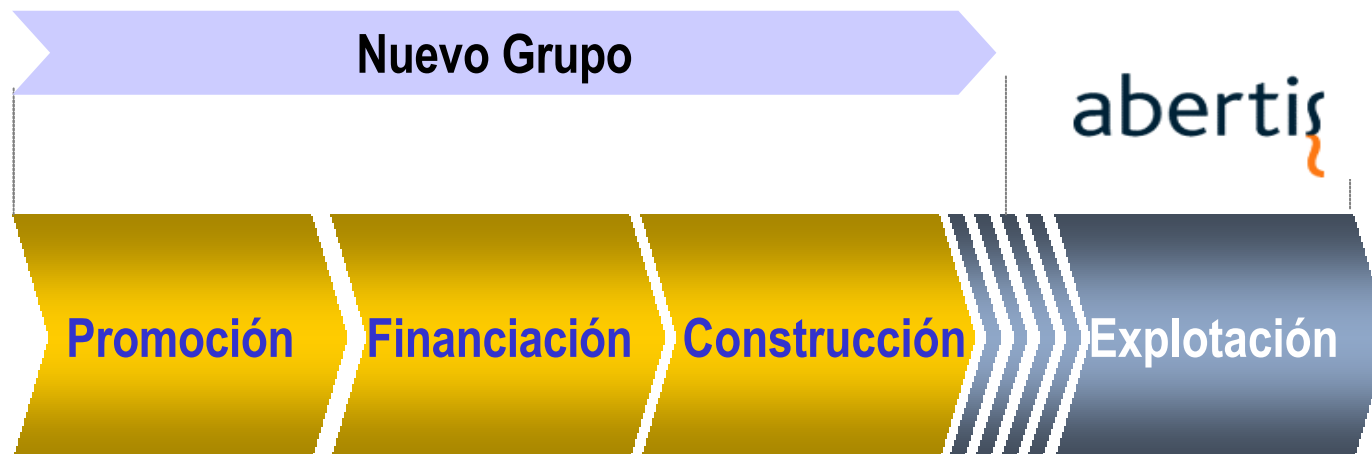 Nuevo Grupo
abertis
Promoción
Financiación
Construcción
Explotación